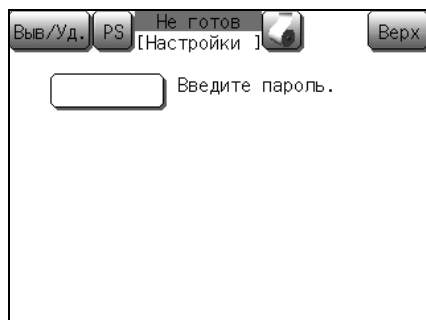 Выв/Уд. PS Не готов Верх
[Настройки ]
Введите пароль.